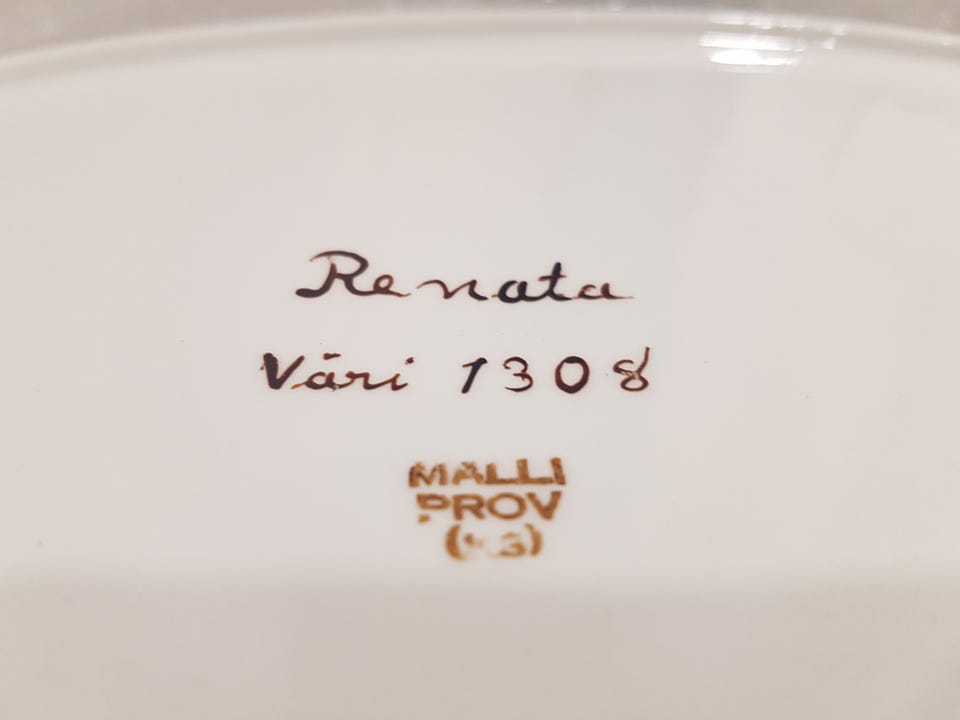 Renata
Väri 1308
MALLI
PROV